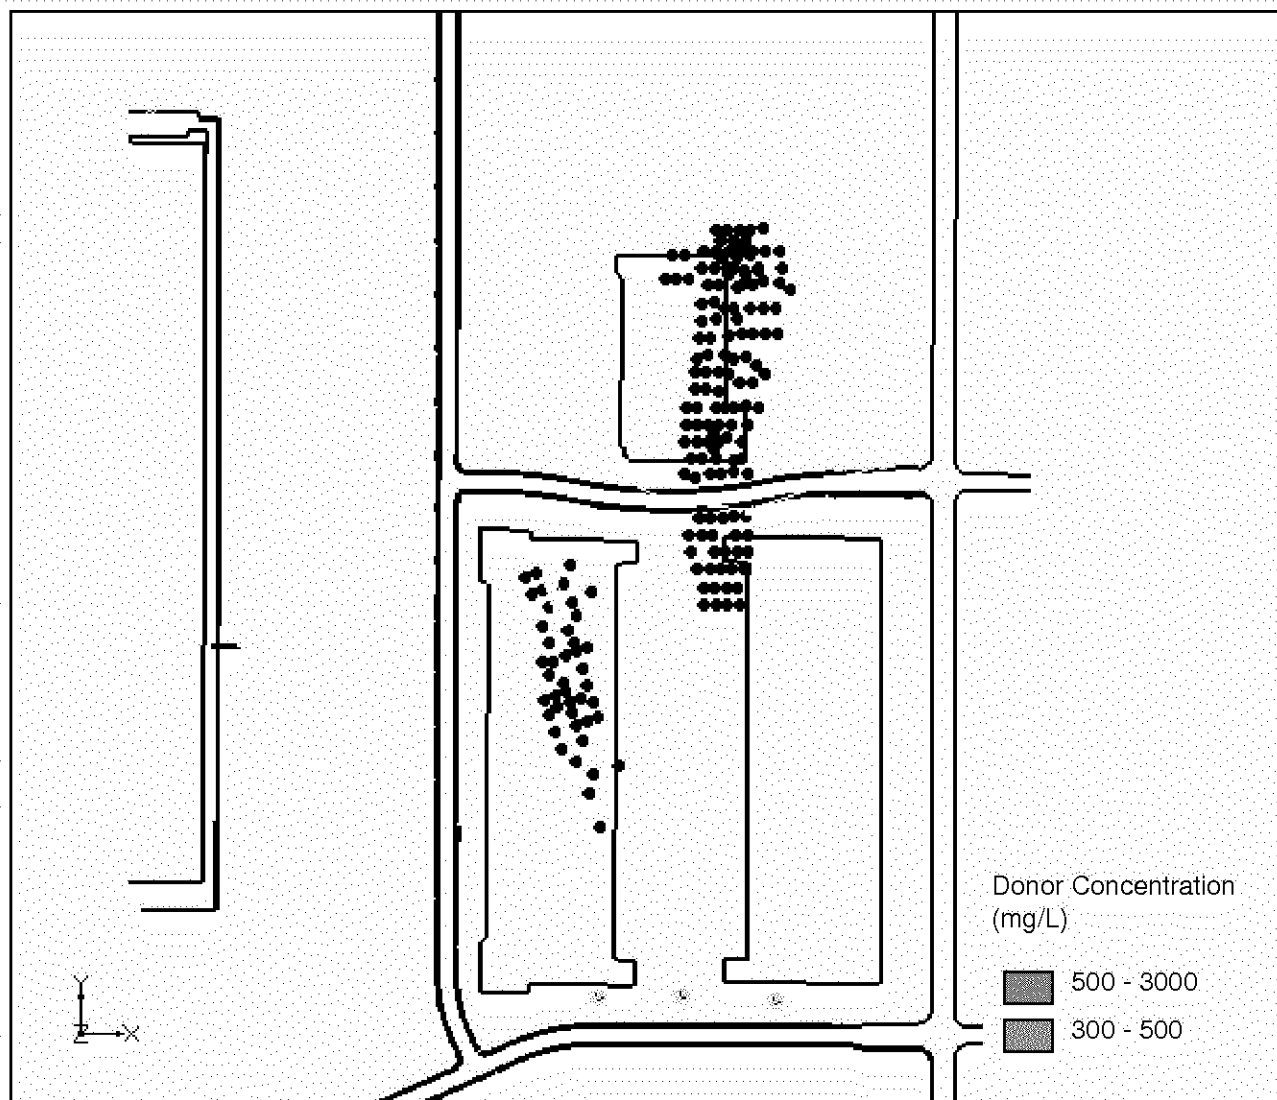 Donor Concentration
(mg/L)
500 - 3000
300 - 500
Y
Z
X